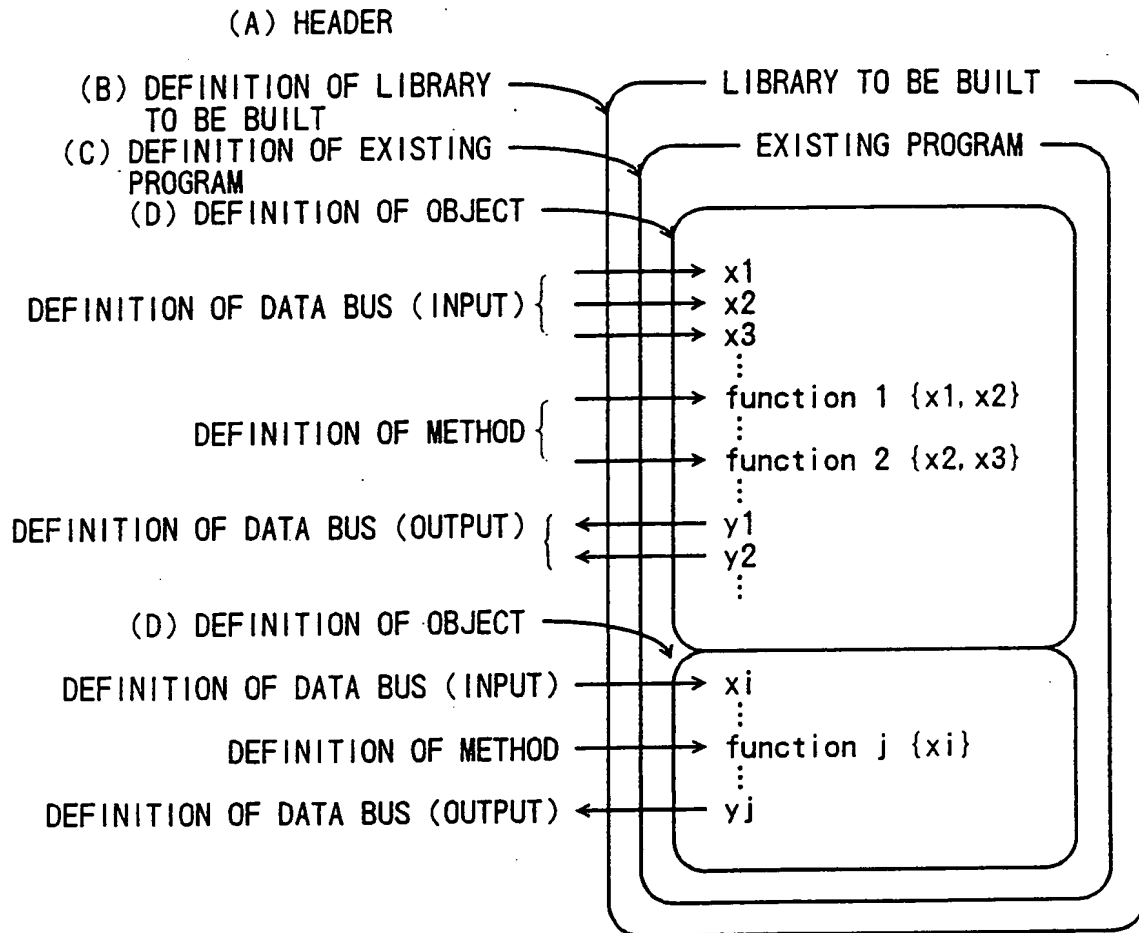 (A) HEADER
(B) DEFINITION OF LIBRARY
TO BE BUILT
(C) DEFINITION OF EXISTING
PROGRAM
(D) DEFINITION OF OBJECT
DEFINITION OF DATA BUS (INPUT)
DEFINITION OF METHOD
DEFINITION OF DATA BUS (OUTPUT)
(D) DEFINITION OF OBJECT
DEFINITION OF DATA BUS (INPUT)
DEFINITION OF METHOD
DEFINITION OF DATA BUS (OUTPUT)
LIBRARY TO BE BUILT
EXISTING PROGRAM
x1
x2
x3
function 1 {x1, x2}
function 2 {x2, x3}
y1
y2
xi
function j {xi}
yj